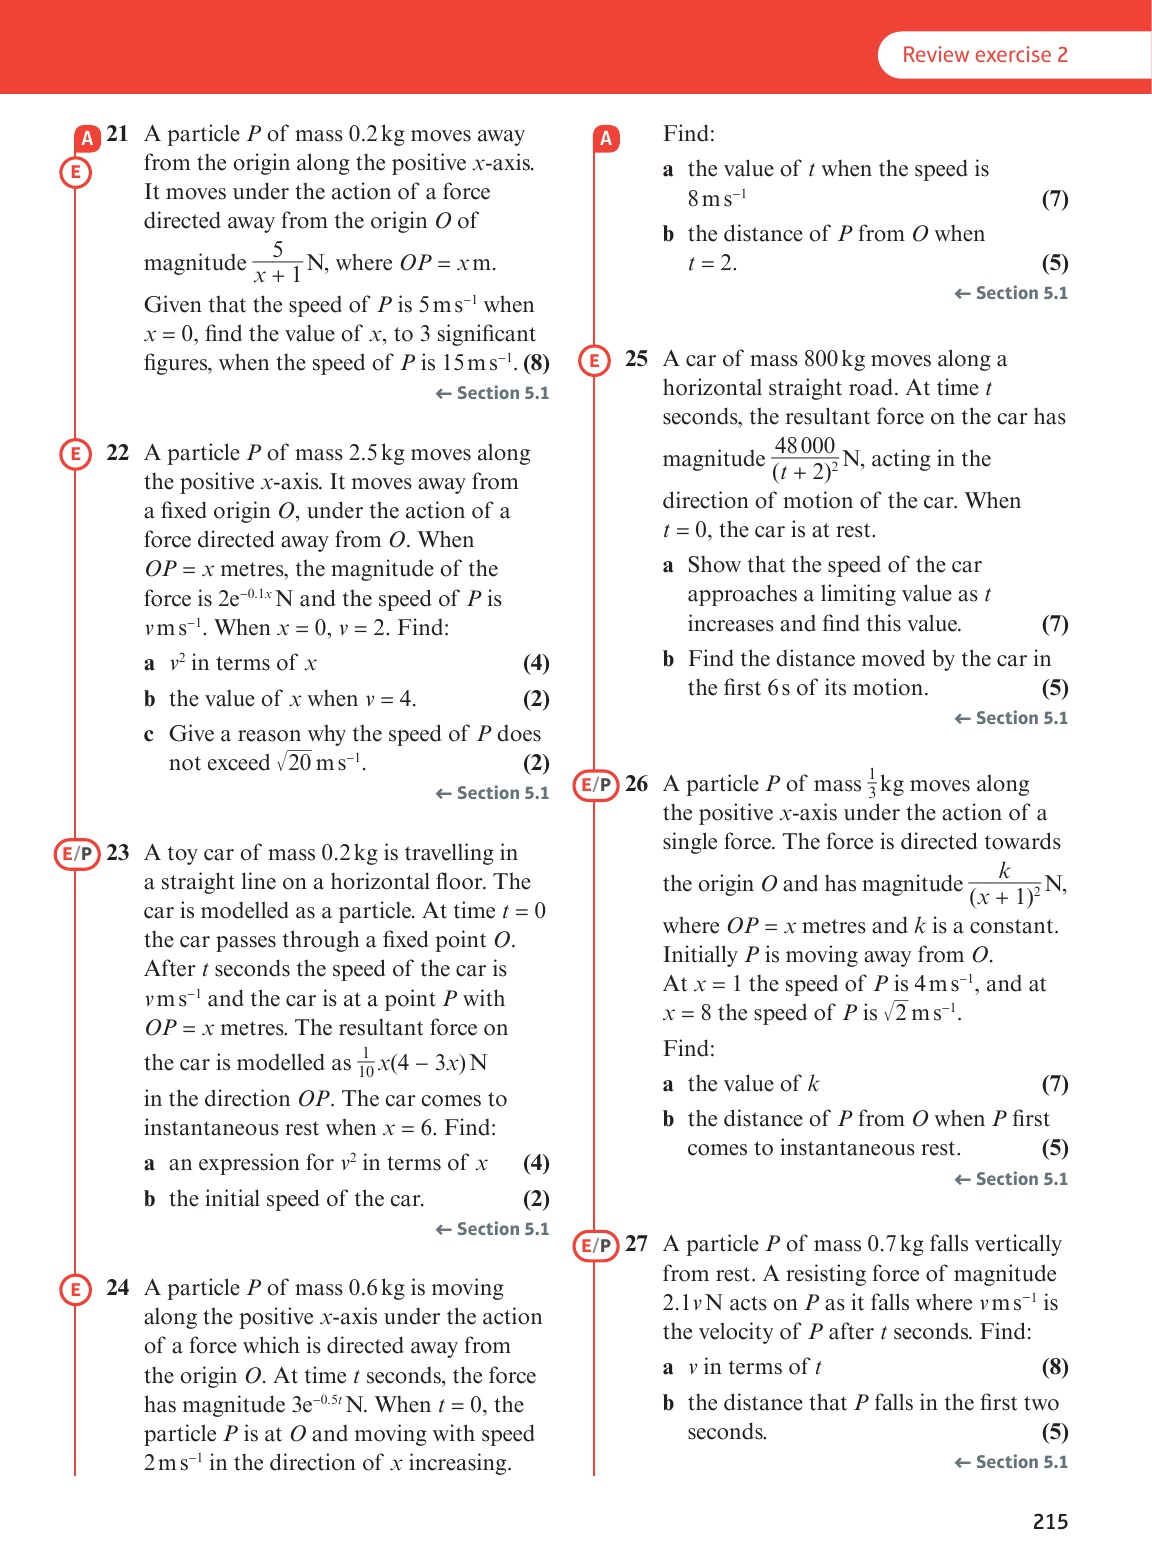 Review exercise 2
A
E
21 A particle P of mass 0.2 kg moves away
from the origin along the positive x-axis.
It moves under the action of a force
directed away from the origin O of
magnitude 5/(x + 1) N, where OP = x m.
Given that the speed of P is 5 m s⁻¹ when
x = 0, find the value of x, to 3 significant
figures, when the speed of P is 15 m s⁻¹. (8)
← Section 5.1
E
22 A particle P of mass 2.5 kg moves along
the positive x-axis. It moves away from
a fixed origin O, under the action of a
force directed away from O. When
OP = x metres, the magnitude of the
force is 2e^(−0.1x) N and the speed of P is
v m s⁻¹. When x = 0, v = 2. Find:
a v² in terms of x (4)
b the value of x when v = 4. (2)
c Give a reason why the speed of P does
not exceed √20 m s⁻¹. (2)
← Section 5.1
E/P
23 A toy car of mass 0.2 kg is travelling in
a straight line on a horizontal floor. The
car is modelled as a particle. At time t = 0
the car passes through a fixed point O.
After t seconds the speed of the car is
v m s⁻¹ and the car is at a point P with
OP = x metres. The resultant force on
the car is modelled as 1/10 x(4 − 3x) N
in the direction OP. The car comes to
instantaneous rest when x = 6. Find:
a an expression for v² in terms of x (4)
b the initial speed of the car. (2)
← Section 5.1
E
24 A particle P of mass 0.6 kg is moving
along the positive x-axis under the action
of a force which is directed away from
the origin O. At time t seconds, the force
has magnitude 3e^(−0.5t) N. When t = 0, the
particle P is at O and moving with speed
2 m s⁻¹ in the direction of x increasing.
A
Find:
a the value of t when the speed is
8 m s⁻¹ (7)
b the distance of P from O when
t = 2. (5)
← Section 5.1
E
25 A car of mass 800 kg moves along a
horizontal straight road. At time t
seconds, the resultant force on the car has
magnitude 48 000/(t + 2)² N, acting in the
direction of motion of the car. When
t = 0, the car is at rest.
a Show that the speed of the car
approaches a limiting value as t
increases and find this value. (7)
b Find the distance moved by the car in
the first 6 s of its motion. (5)
← Section 5.1
E/P
26 A particle P of mass 1/3 kg moves along
the positive x-axis under the action of a
single force. The force is directed towards
the origin O and has magnitude k/(x + 1)² N,
where OP = x metres and k is a constant.
Initially P is moving away from O.
At x = 1 the speed of P is 4 m s⁻¹, and at
x = 8 the speed of P is √2 m s⁻¹.
Find:
a the value of k (7)
b the distance of P from O when P first
comes to instantaneous rest. (5)
← Section 5.1
E/P
27 A particle P of mass 0.7 kg falls vertically
from rest. A resisting force of magnitude
2.1v N acts on P as it falls where v m s⁻¹ is
the velocity of P after t seconds. Find:
a v in terms of t (8)
b the distance that P falls in the first two
seconds. (5)
← Section 5.1
215